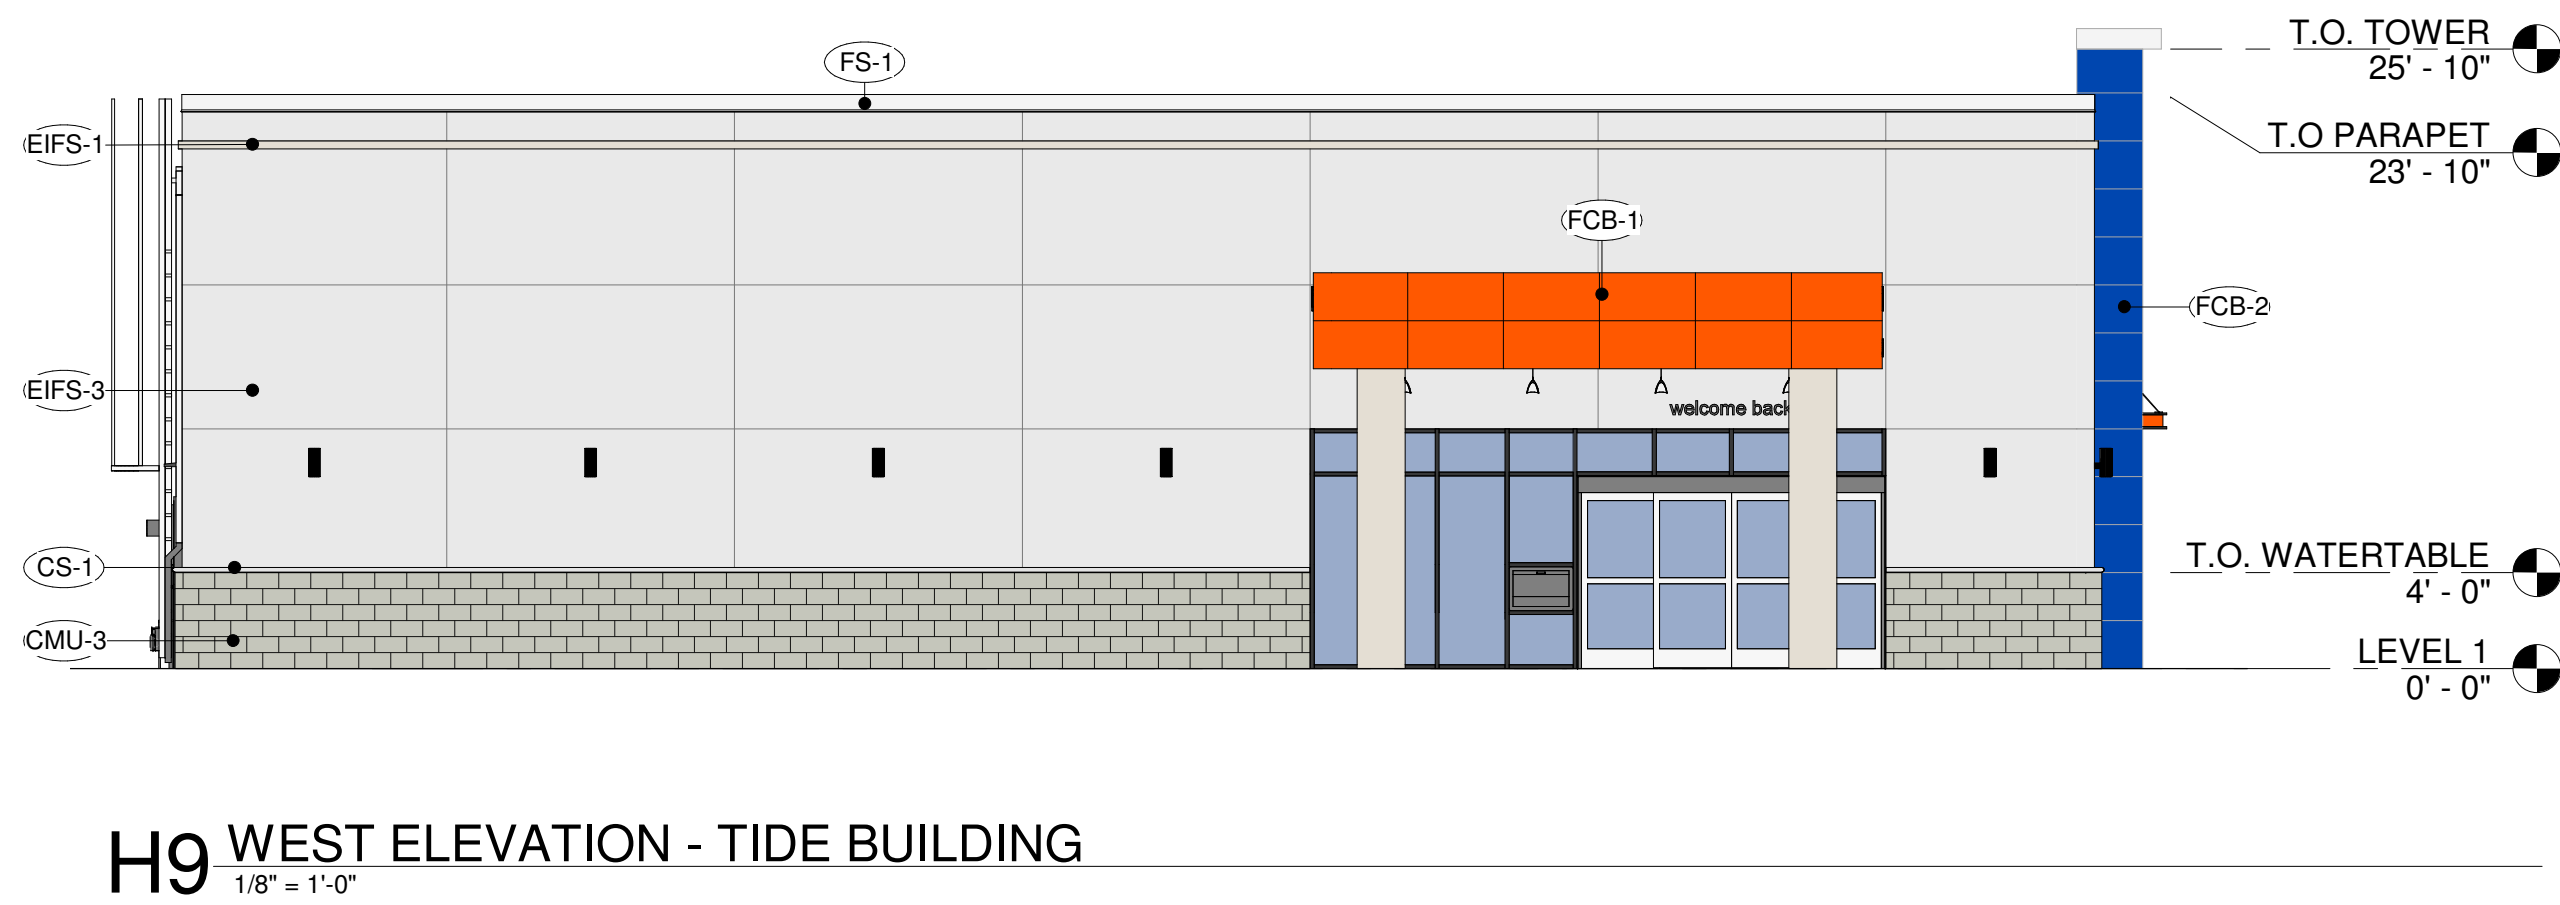 T.O. TOWER
25' - 10"
FS-1
T.O PARAPET
23' - 10"
EIFS-1
FCB-1
FCB-2
EIFS-3
welcome back
CS-1
T.O. WATERTABLE
4' - 0"
CMU-3
LEVEL 1
0' - 0"
H9 WEST ELEVATION - TIDE BUILDING
1/8" = 1'-0"